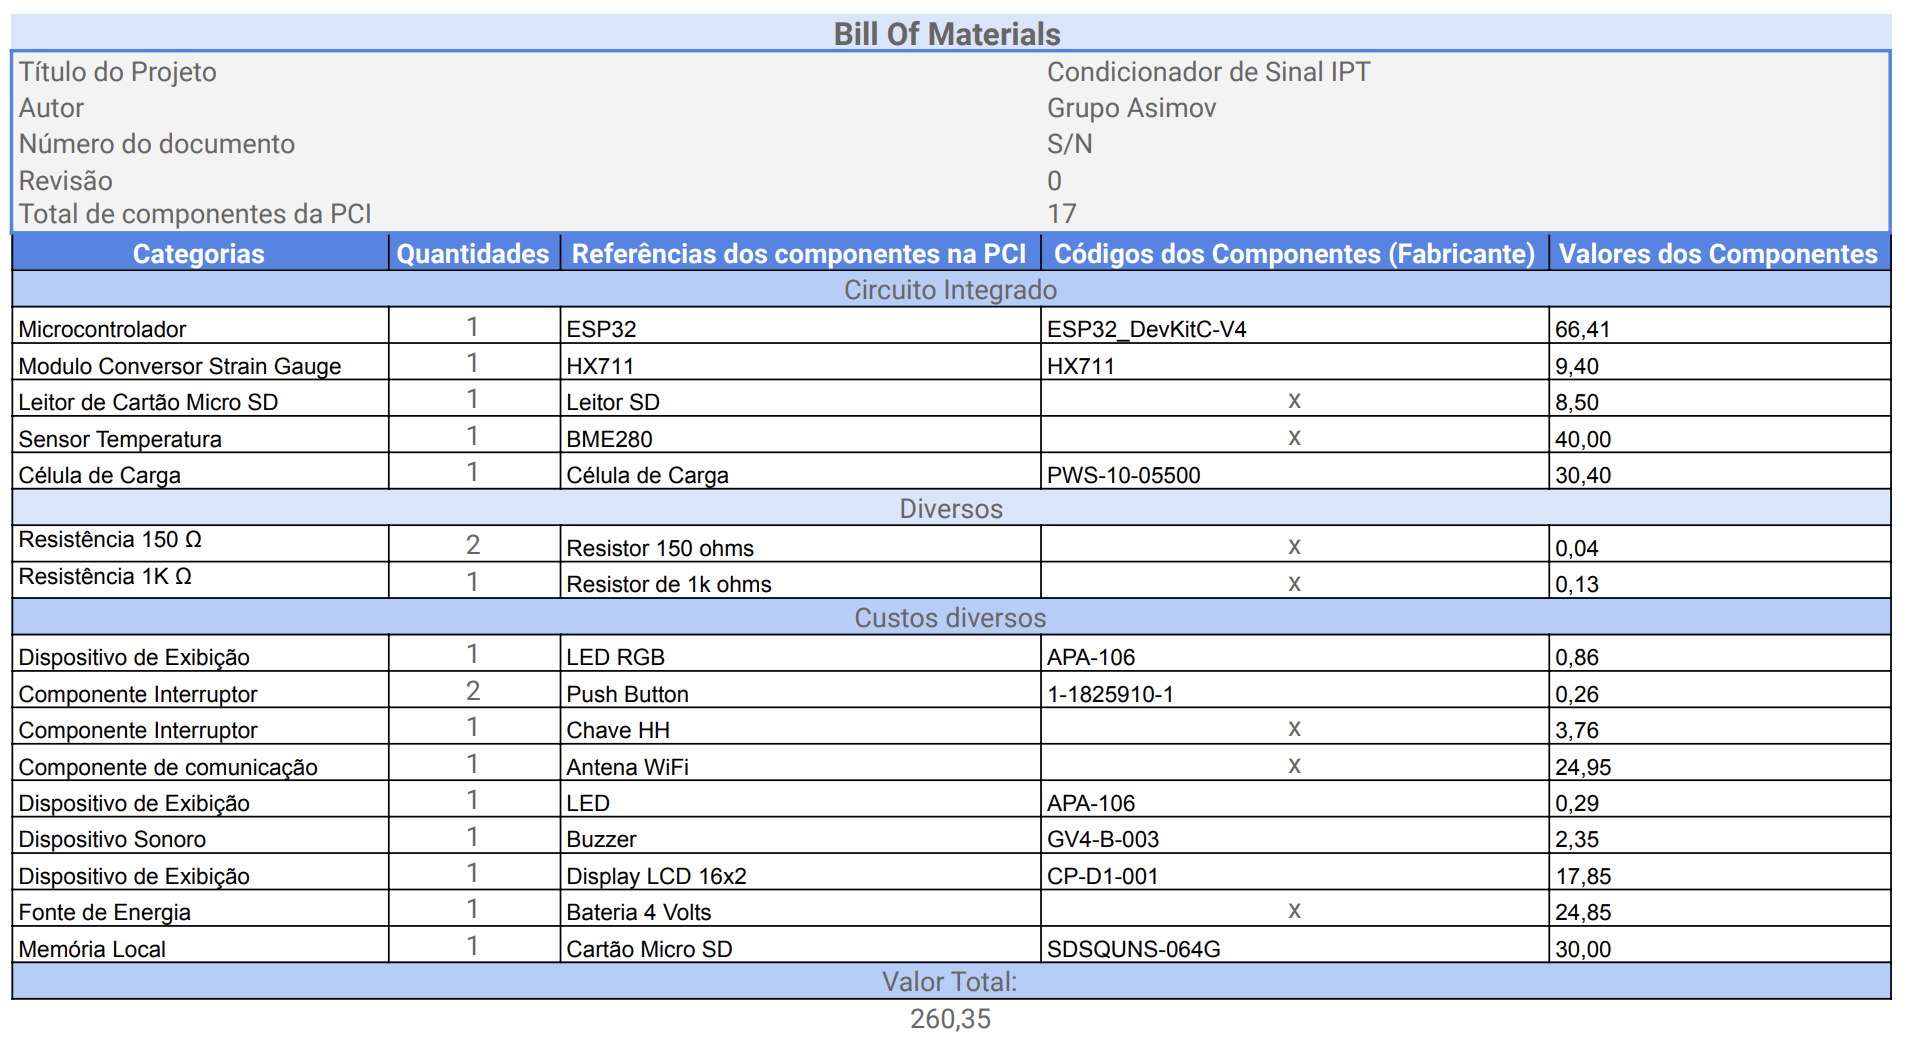 Bill Of Materials
Título do Projeto Condicionador de Sinal IPT
Autor Grupo Asimov
Número do documento S/N
Revisão 0
Total de componentes da PCI 17
Categorias Quantidades Referências dos componentes na PCI Códigos dos Componentes (Fabricante) Valores dos Componentes
Circuito Integrado
Microcontrolador 1 ESP32 ESP32_DevKitC-V4 66,41
Modulo Conversor Strain Gauge 1 HX711 HX711 9,40
Leitor de Cartão Micro SD 1 Leitor SD x 8,50
Sensor Temperatura 1 BME280 x 40,00
Célula de Carga 1 Célula de Carga PWS-10-05500 30,40
Diversos
Resistência 150 Ω 2 Resistor 150 ohms x 0,04
Resistência 1K Ω 1 Resistor de 1k ohms x 0,13
Custos diversos
Dispositivo de Exibição 1 LED RGB APA-106 0,86
Componente Interruptor 2 Push Button 1-1825910-1 0,26
Componente Interruptor 1 Chave HH x 3,76
Componente de comunicação 1 Antena WiFi x 24,95
Dispositivo de Exibição 1 LED APA-106 0,29
Dispositivo Sonoro 1 Buzzer GV4-B-003 2,35
Dispositivo de Exibição 1 Display LCD 16x2 CP-D1-001 17,85
Fonte de Energia 1 Bateria 4 Volts x 24,85
Memória Local 1 Cartão Micro SD SDSQUNS-064G 30,00
Valor Total:
260,35